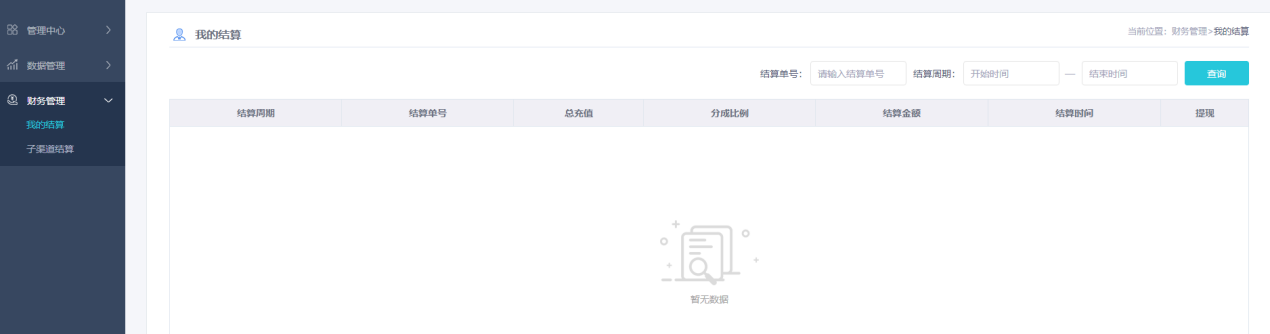 管理中心
数据管理
财务管理
我的结算
子渠道结算
我的结算
当前位置：财务管理>我的结算
结算单号： 请输入结算单号 结算周期： 开始时间 — 结束时间 查询
结算周期 结算单号 总充值 分成比例 结算金额 结算时间 提现
暂无数据